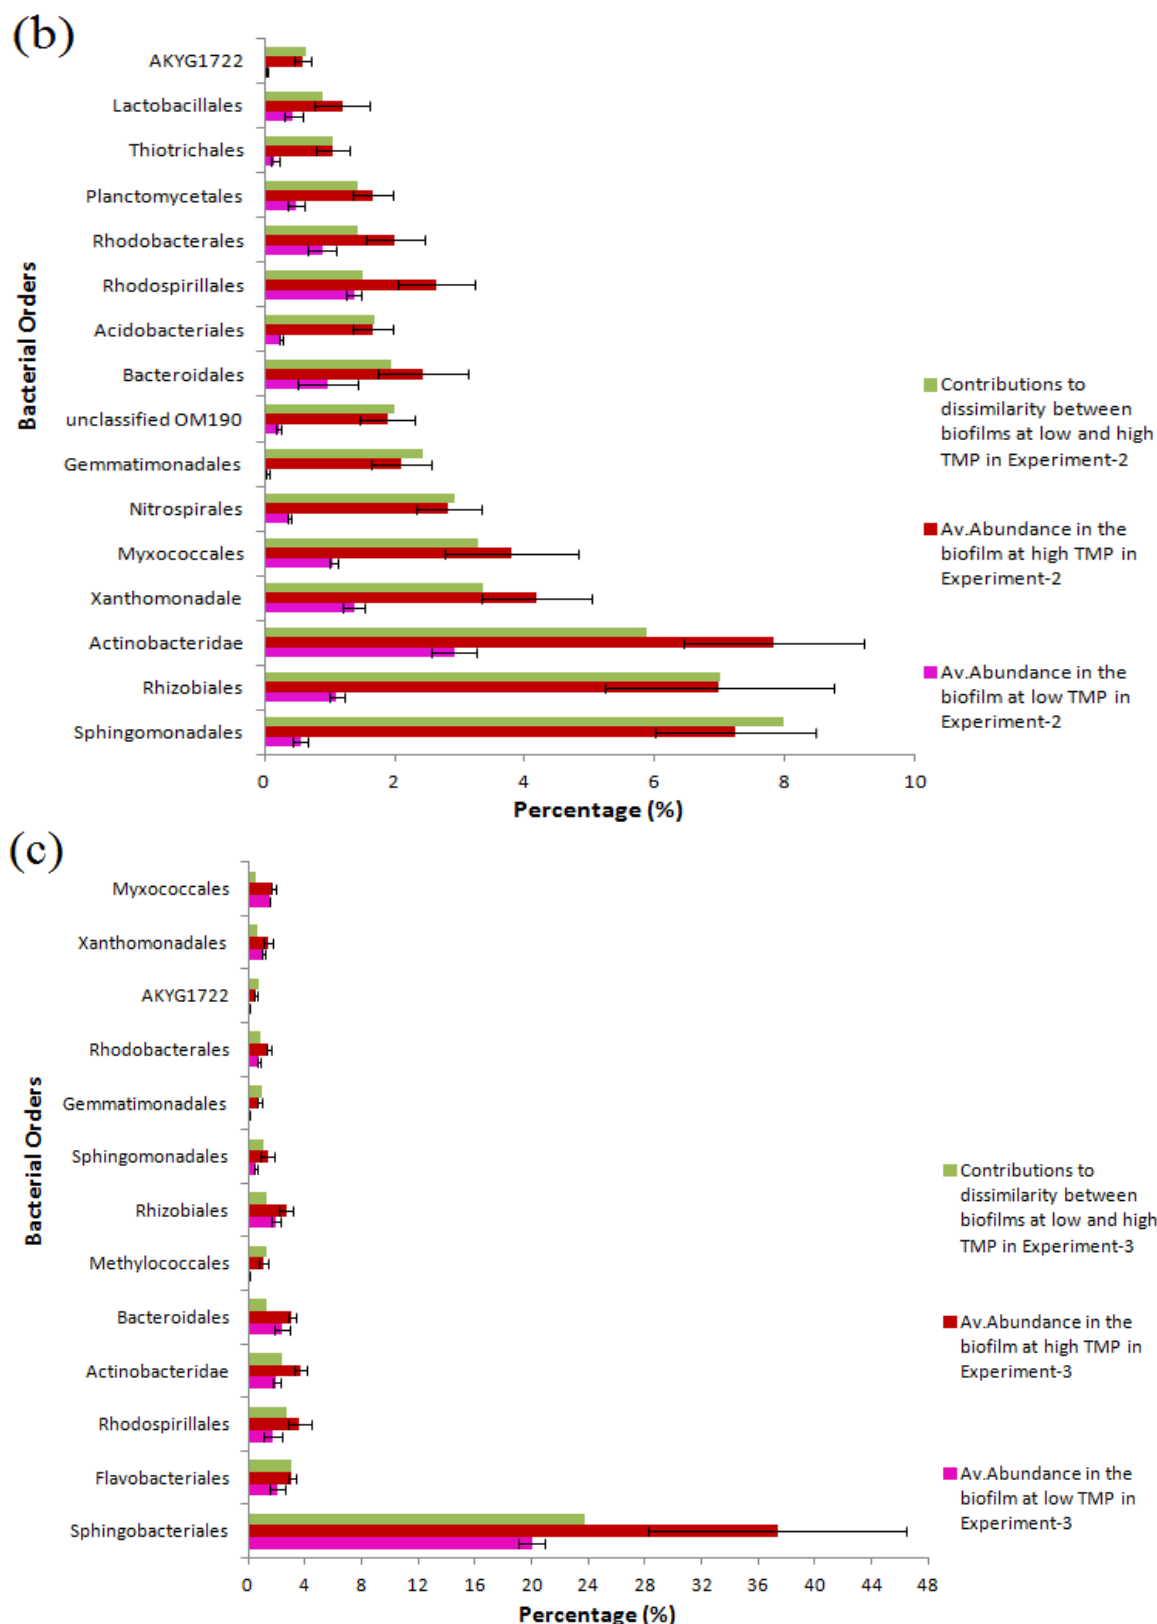 (b)
AKYG1722
Lactobacillales
Thiotrichales
Planctomycetales
Rhodobacterales
Rhodospirillales
Acidobacteriales
Bacteroidales
unclassified OM190
Gemmatimonadales
Nitrospirales
Myxococcales
Xanthomonadale
Actinobacteridae
Rhizobiales
Sphingomonadales
Bacterial Orders
0 2 4 6 8 10
Percentage (%)
Contributions to
dissimilarity between
biofilms at low and high
TMP in Experiment-2
Av.Abundance in the
biofilm at high TMP in
Experiment-2
Av.Abundance in the
biofilm at low TMP in
Experiment-2
(c)
Myxococcales
Xanthomonadales
AKYG1722
Rhodobacterales
Gemmatimonadales
Sphingomonadales
Rhizobiales
Methylococcales
Bacteroidales
Actinobacteridae
Rhodospirillales
Flavobacteriales
Sphingobacteriales
Bacterial Orders
0 4 8 12 16 20 24 28 32 36 40 44 48
Percentage (%)
Contributions to
dissimilarity between
biofilms at low and high
TMP in Experiment-3
Av.Abundance in the
biofilm at high TMP in
Experiment-3
Av.Abundance in the
biofilm at low TMP in
Experiment-3